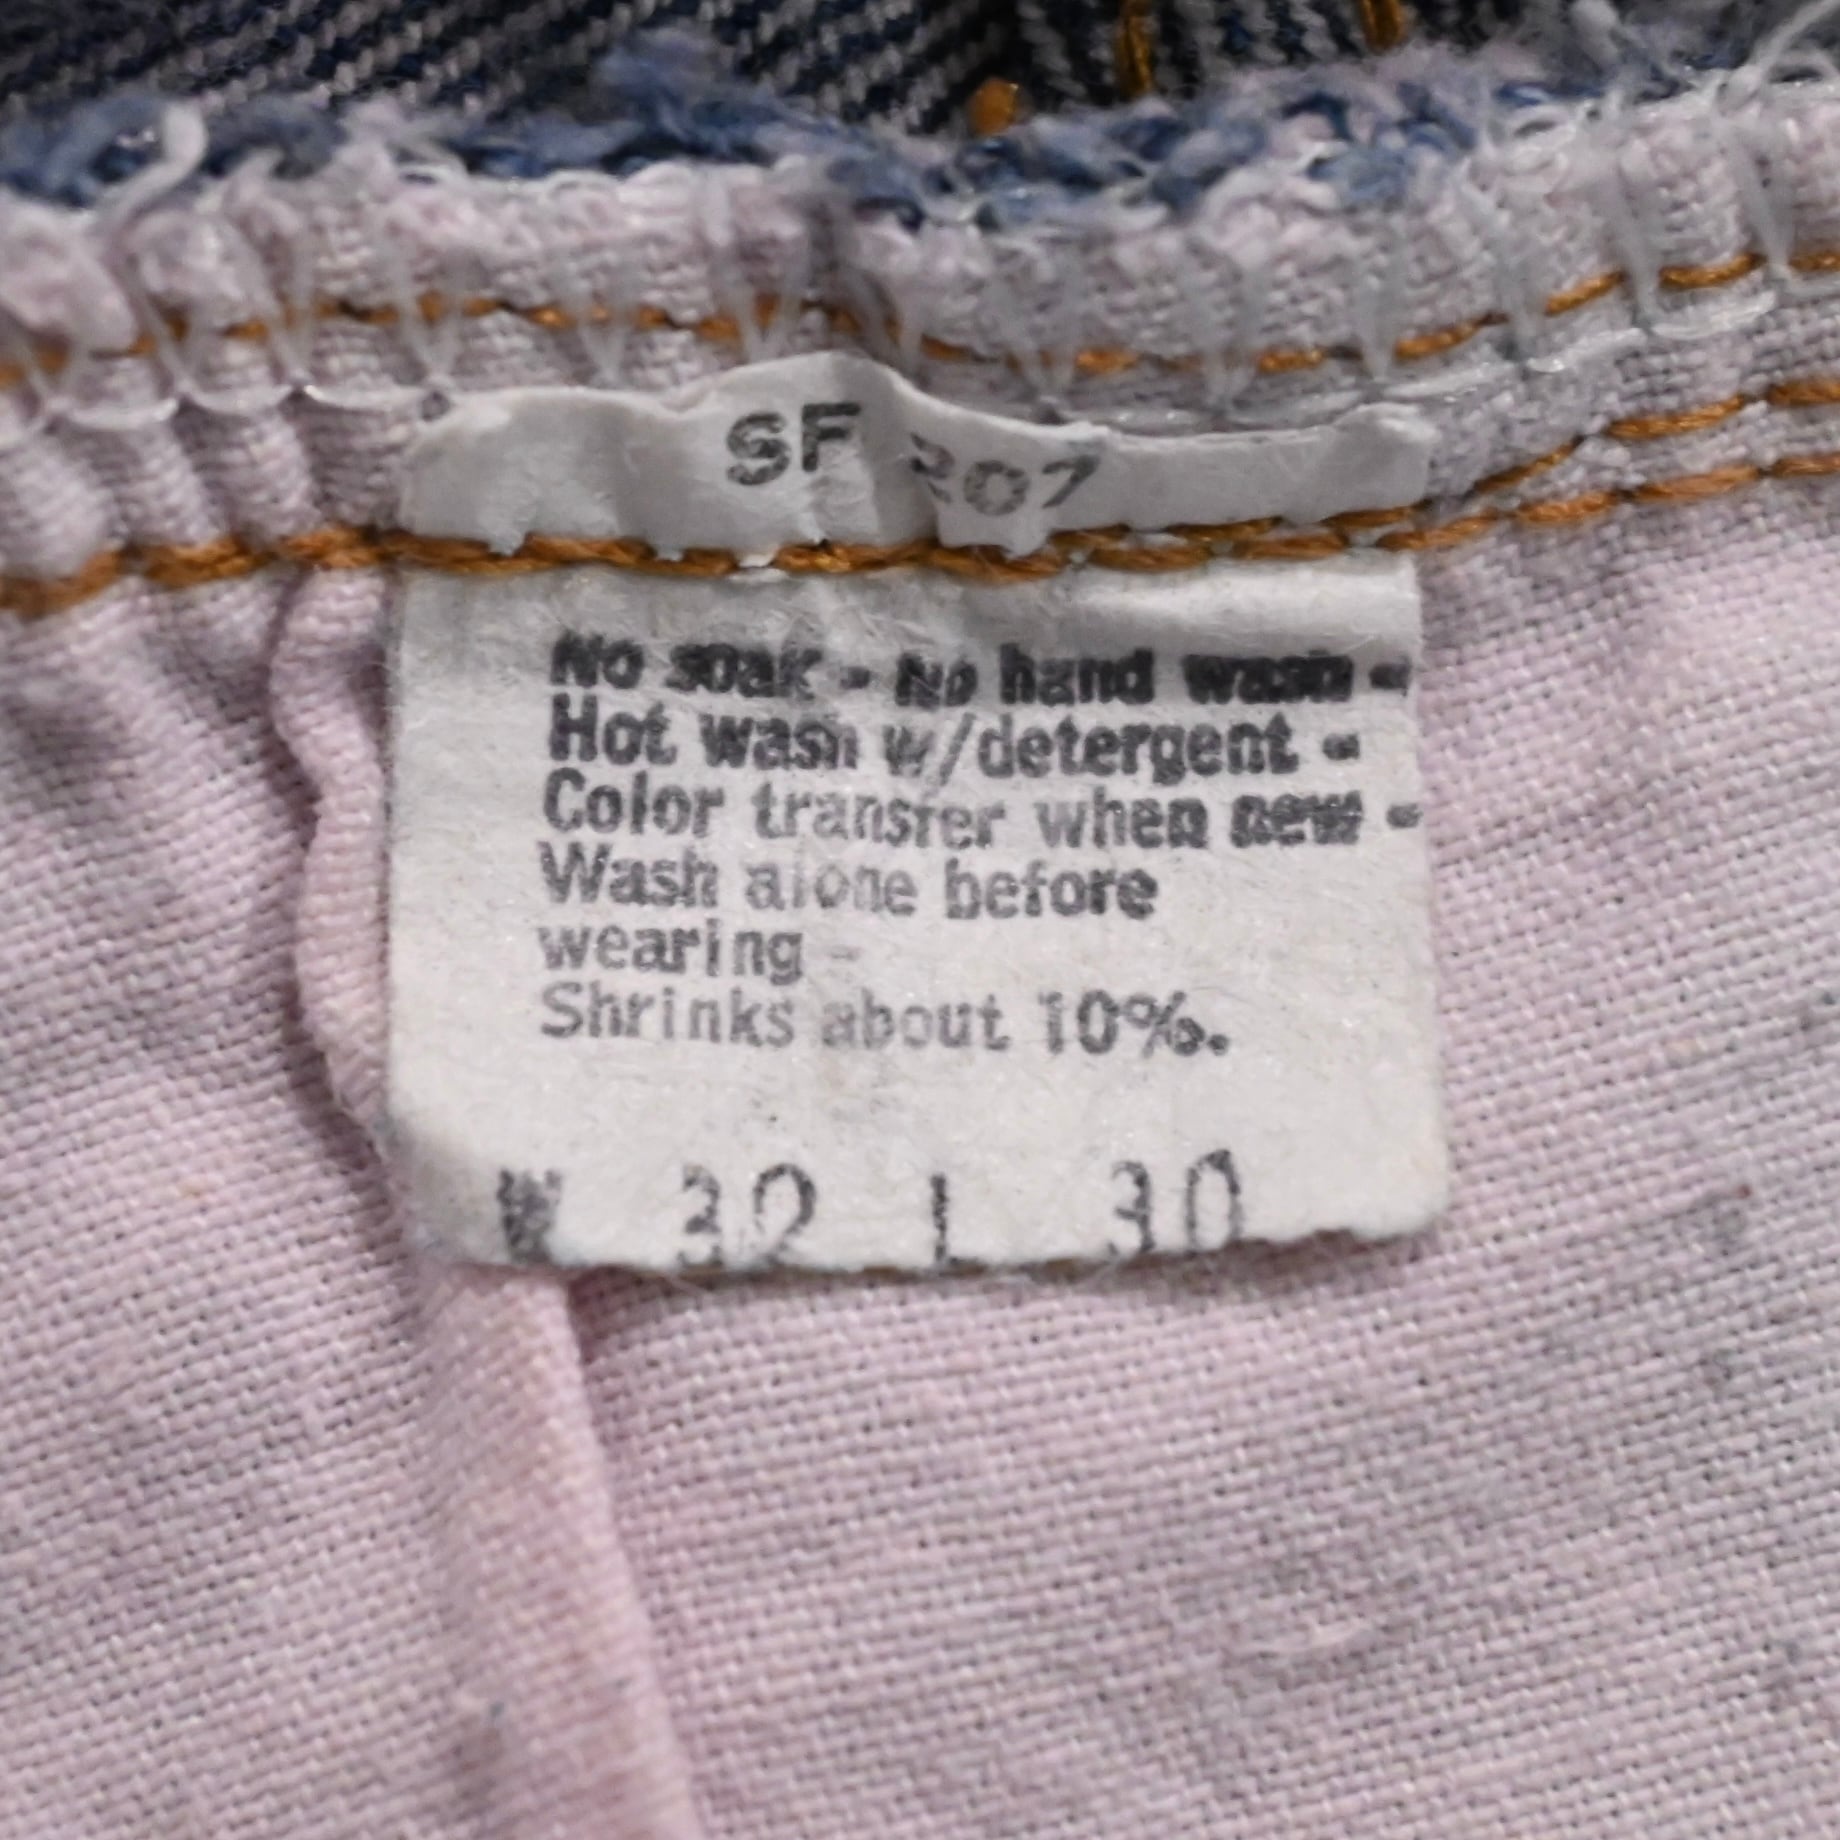 SF 207
No soak - No hand wash -
Hot wash w/detergent -
Color transfer when new -
Wash alone before
wearing -
Shrinks about 10%.
W 32 L 30